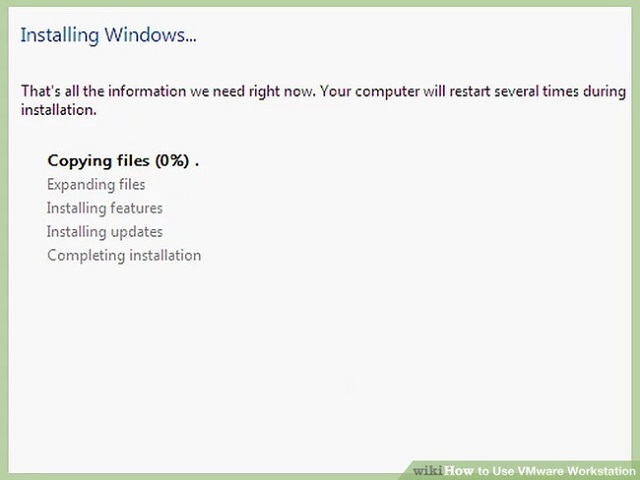 Installing Windows...
That's all the information we need right now. Your computer will restart several times during
installation.
Copying files (0%) .
Expanding files
Installing features
Installing updates
Completing installation
wikiHow to Use VMware Workstation